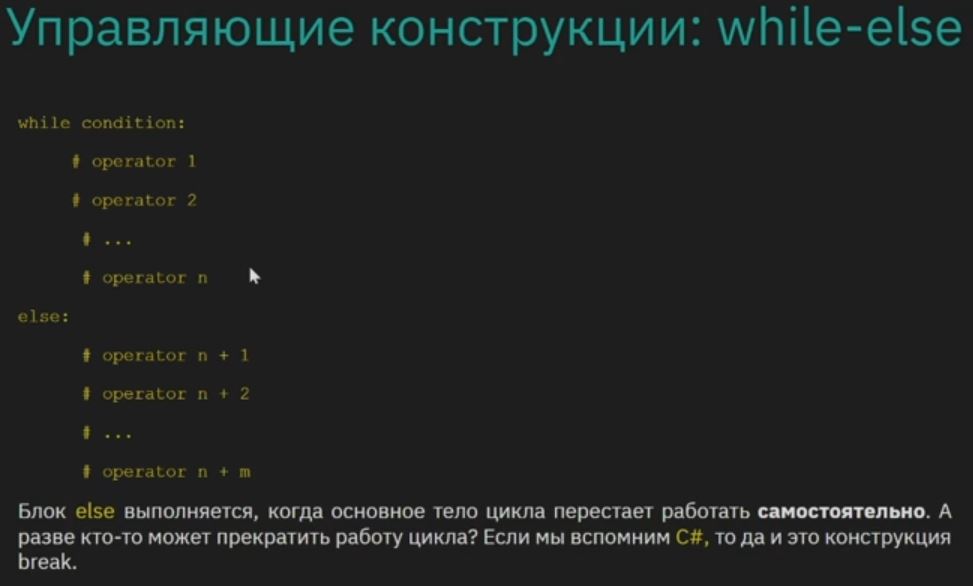 Управляющие конструкции: while-else
while condition:
# operator 1
# operator 2
# ...
# operator n
else:
# operator n + 1
# operator n + 2
# ...
# operator n + m
Блок else выполняется, когда основное тело цикла перестает работать самостоятельно. А
разве кто-то может прекратить работу цикла? Если мы вспомним C#, то да и это конструкция
break.